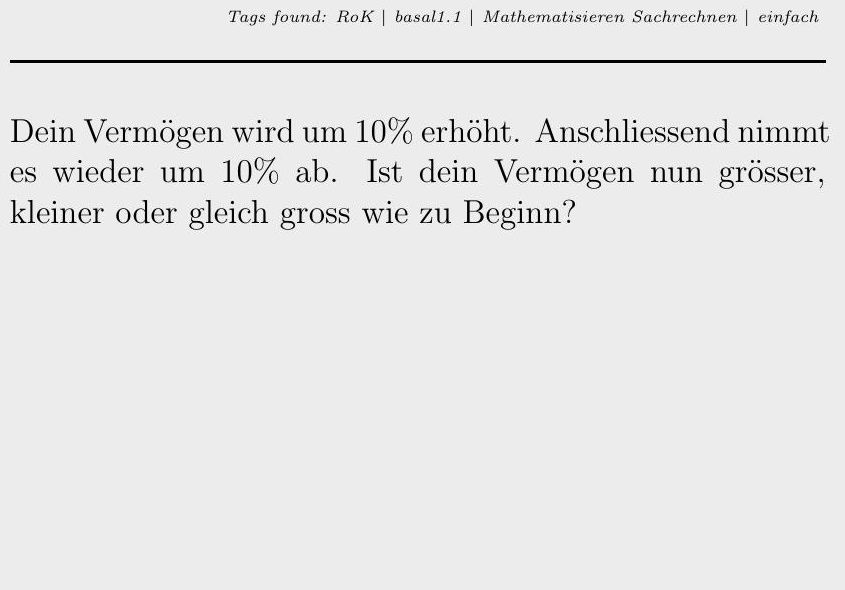 Tags found: RoK | basal1.1 | Mathematisieren Sachrechnen | einfach
Dein Vermögen wird um 10% erhöht. Anschliessend nimmt
es wieder um 10% ab. Ist dein Vermögen nun grösser,
kleiner oder gleich gross wie zu Beginn?